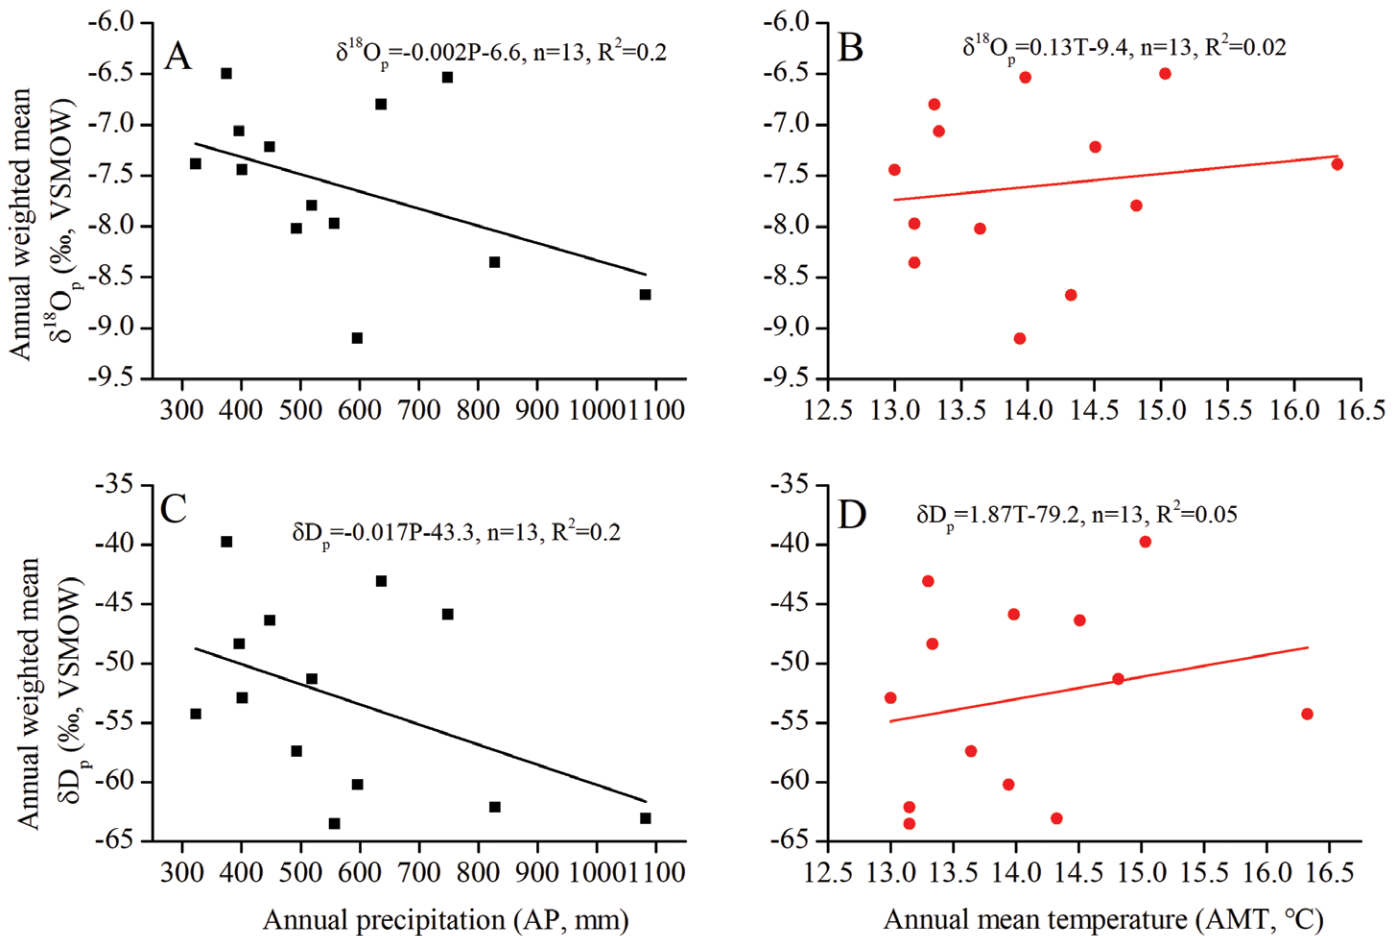 A
δ¹⁸Oₚ=-0.002P-6.6, n=13, R²=0.2
Annual weighted mean
δ¹⁸Oₚ (‰, VSMOW)
-6.0
-6.5
-7.0
-7.5
-8.0
-8.5
-9.0
-9.5
300 400 500 600 700 800 900 1000 1100
B
δ¹⁸Oₚ=0.13T-9.4, n=13, R²=0.02
-6.0
-6.5
-7.0
-7.5
-8.0
-8.5
-9.0
-9.5
12.5 13.0 13.5 14.0 14.5 15.0 15.5 16.0 16.5
C
δDₚ=-0.017P-43.3, n=13, R²=0.2
Annual weighted mean
δDₚ (‰, VSMOW)
-35
-40
-45
-50
-55
-60
-65
300 400 500 600 700 800 900 1000 1100
Annual precipitation (AP, mm)
D
δDₚ=1.87T-79.2, n=13, R²=0.05
-35
-40
-45
-50
-55
-60
-65
12.5 13.0 13.5 14.0 14.5 15.0 15.5 16.0 16.5
Annual mean temperature (AMT, °C)